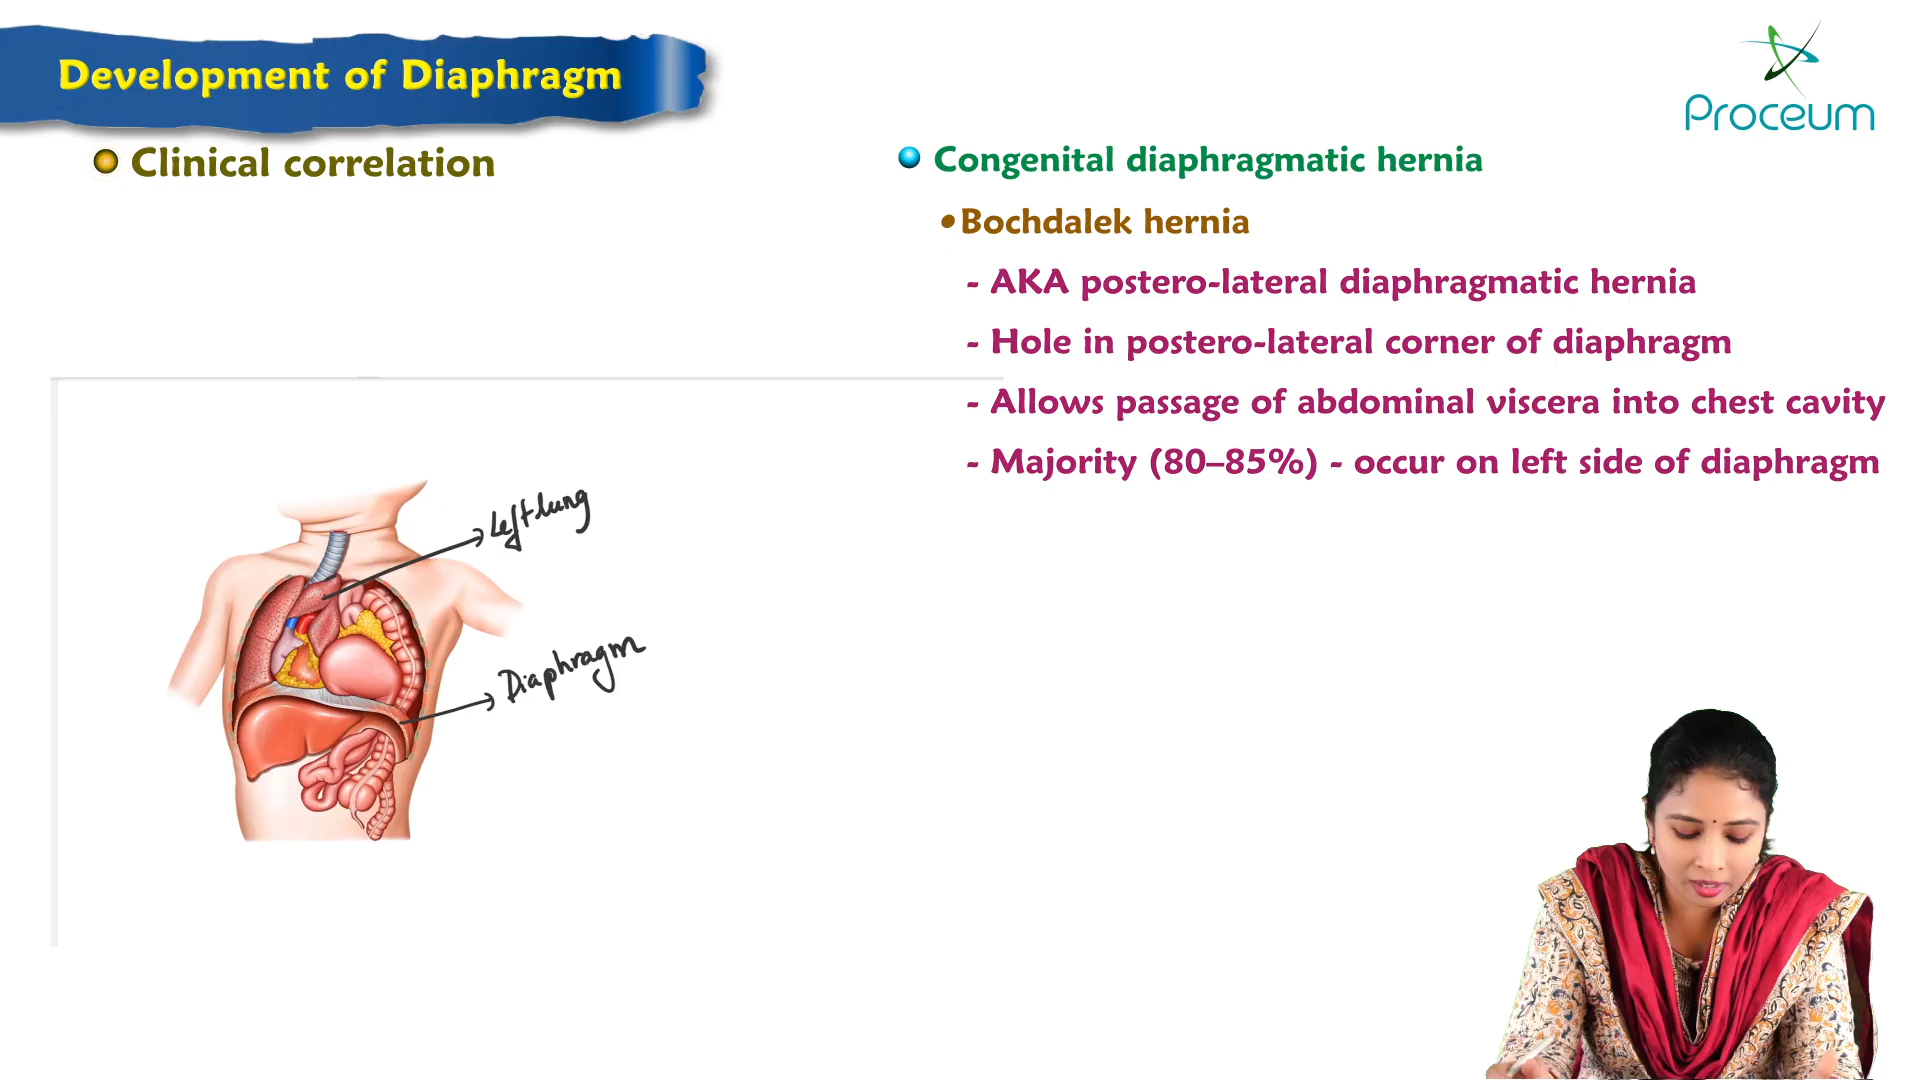 Development of Diaphragm
Proceum
Clinical correlation
Congenital diaphragmatic hernia
•Bochdalek hernia
- AKA postero-lateral diaphragmatic hernia
- Hole in postero-lateral corner of diaphragm
- Allows passage of abdominal viscera into chest cavity
- Majority (80–85%) - occur on left side of diaphragm
Left lung
Diaphragm